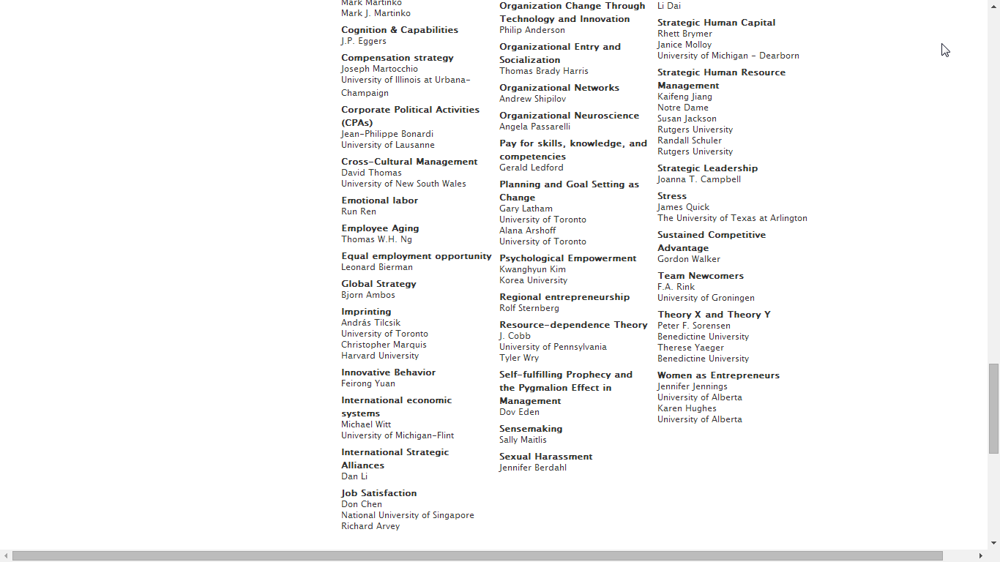 Mark Martinko
Mark J. Martinko
Cognition & Capabilities
J.P. Eggers
Compensation strategy
Joseph Martocchio
University of Illinois at Urbana-
Champaign
Corporate Political Activities
(CPAs)
Jean-Philippe Bonardi
University of Lausanne
Cross-Cultural Management
David Thomas
University of New South Wales
Emotional labor
Run Ren
Employee Aging
Thomas W.H. Ng
Equal employment opportunity
Leonard Bierman
Global Strategy
Bjorn Ambos
Imprinting
András Tilcsik
University of Toronto
Christopher Marquis
Harvard University
Innovative Behavior
Feirong Yuan
International economic
systems
Michael Witt
University of Michigan-Flint
International Strategic
Alliances
Dan Li
Job Satisfaction
Don Chen
National University of Singapore
Richard Arvey
Organization Change Through
Technology and Innovation
Philip Anderson
Organizational Entry and
Socialization
Thomas Brady Harris
Organizational Networks
Andrew Shipilov
Organizational Neuroscience
Angela Passarelli
Pay for skills, knowledge, and
competencies
Gerald Ledford
Planning and Goal Setting as
Change
Gary Latham
University of Toronto
Alana Arshoff
University of Toronto
Psychological Empowerment
Kwanghyun Kim
Korea University
Regional entrepreneurship
Rolf Sternberg
Resource-dependence Theory
J. Cobb
University of Pennsylvania
Tyler Wry
Self-fulfilling Prophecy and
the Pygmalion Effect in
Management
Dov Eden
Sensemaking
Sally Maitlis
Sexual Harassment
Jennifer Berdahl
Li Dai
Strategic Human Capital
Rhett Brymer
Janice Molloy
University of Michigan - Dearborn
Strategic Human Resource
Management
Kaifeng Jiang
Notre Dame
Susan Jackson
Rutgers University
Randall Schuler
Rutgers University
Strategic Leadership
Joanna T. Campbell
Stress
James Quick
The University of Texas at Arlington
Sustained Competitive
Advantage
Gordon Walker
Team Newcomers
F.A. Rink
University of Groningen
Theory X and Theory Y
Peter F. Sorensen
Benedictine University
Therese Yaeger
Benedictine University
Women as Entrepreneurs
Jennifer Jennings
University of Alberta
Karen Hughes
University of Alberta